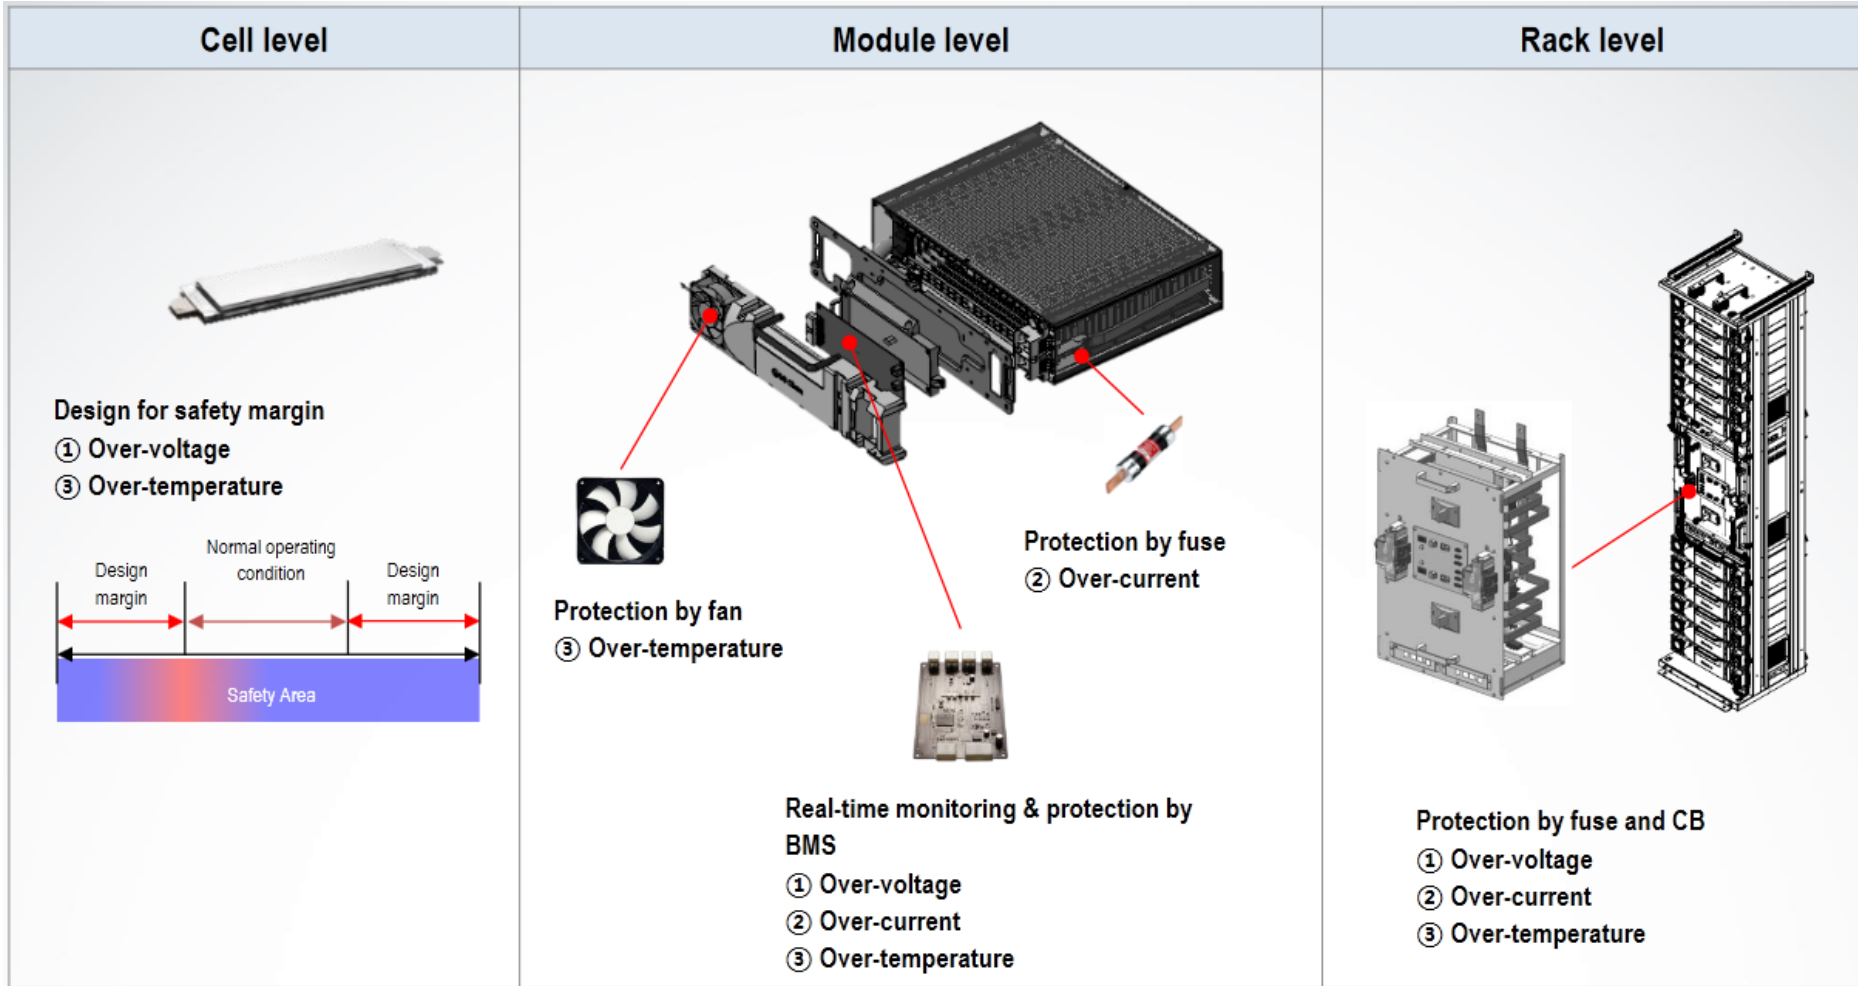 Cell level
Module level
Rack level
Design for safety margin
① Over-voltage
③ Over-temperature
Design
margin
Normal operating
condition
Design
margin
Safety Area
Protection by fan
③ Over-temperature
Protection by fuse
② Over-current
Real-time monitoring & protection by
BMS
① Over-voltage
② Over-current
③ Over-temperature
Protection by fuse and CB
① Over-voltage
② Over-current
③ Over-temperature